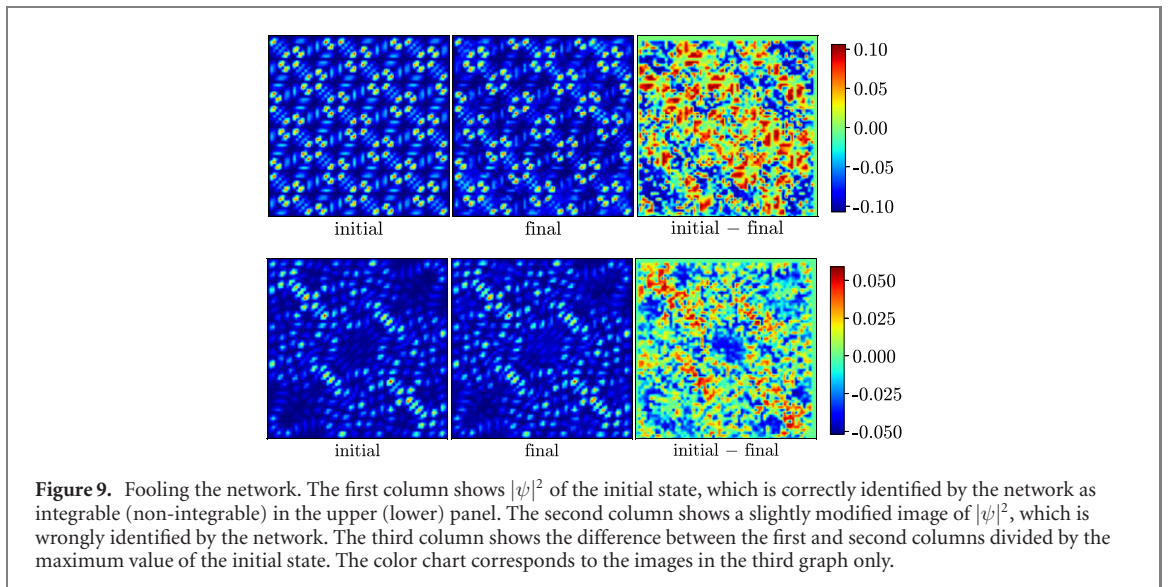 0.10
0.05
0.00
-0.05
-0.10
initial
final
initial − final
0.050
0.025
0.000
-0.025
-0.050
initial
final
initial − final
Figure 9. Fooling the network. The first column shows |ψ|² of the initial state, which is correctly identified by the network as
integrable (non-integrable) in the upper (lower) panel. The second column shows a slightly modified image of |ψ|², which is
wrongly identified by the network. The third column shows the difference between the first and second columns divided by the
maximum value of the initial state. The color chart corresponds to the images in the third graph only.